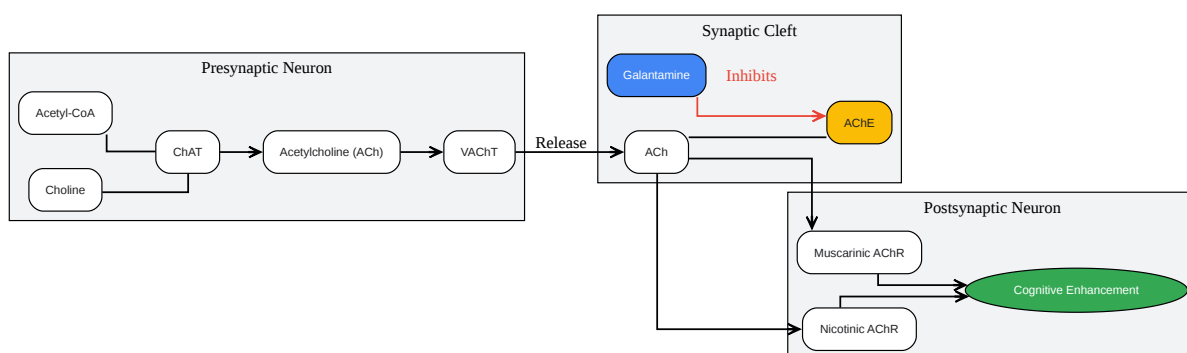 Presynaptic Neuron
Acetyl-CoA
Choline
ChAT
Acetylcholine (ACh)
VAChT
Release
Synaptic Cleft
Galantamine
Inhibits
AChE
ACh
Postsynaptic Neuron
Muscarinic AChR
Nicotinic AChR
Cognitive Enhancement